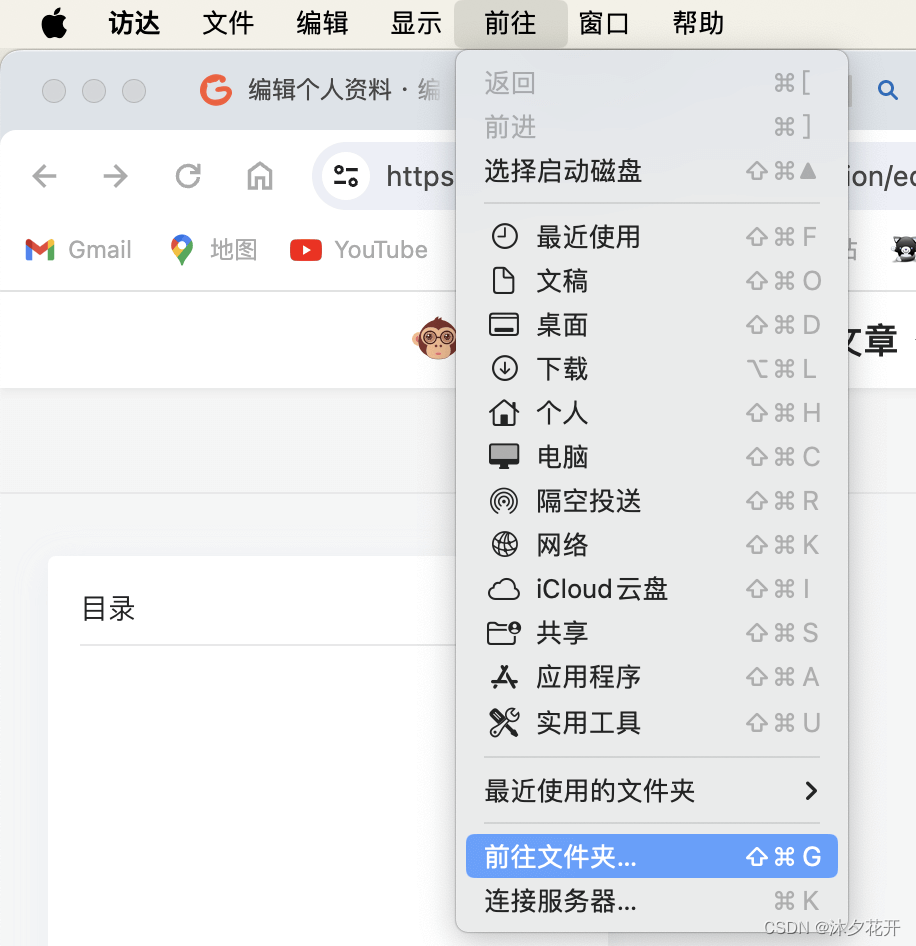 访达 文件 编辑 显示 前往 窗口 帮助
编辑个人资料 · 编
https
ion/ec
Gmail 地图 YouTube
文章
目录
返回 ⌘[
前进 ⌘]
选择启动磁盘 ⇧⌘▲
最近使用 ⇧⌘F
文稿 ⇧⌘O
桌面 ⇧⌘D
下载 ⌥⌘L
个人 ⇧⌘H
电脑 ⇧⌘C
隔空投送 ⇧⌘R
网络 ⇧⌘K
iCloud云盘 ⇧⌘I
共享 ⇧⌘S
应用程序 ⇧⌘A
实用工具 ⇧⌘U
最近使用的文件夹
前往文件夹... ⇧⌘G
连接服务器... ⌘K
CSDN @沐夕花开